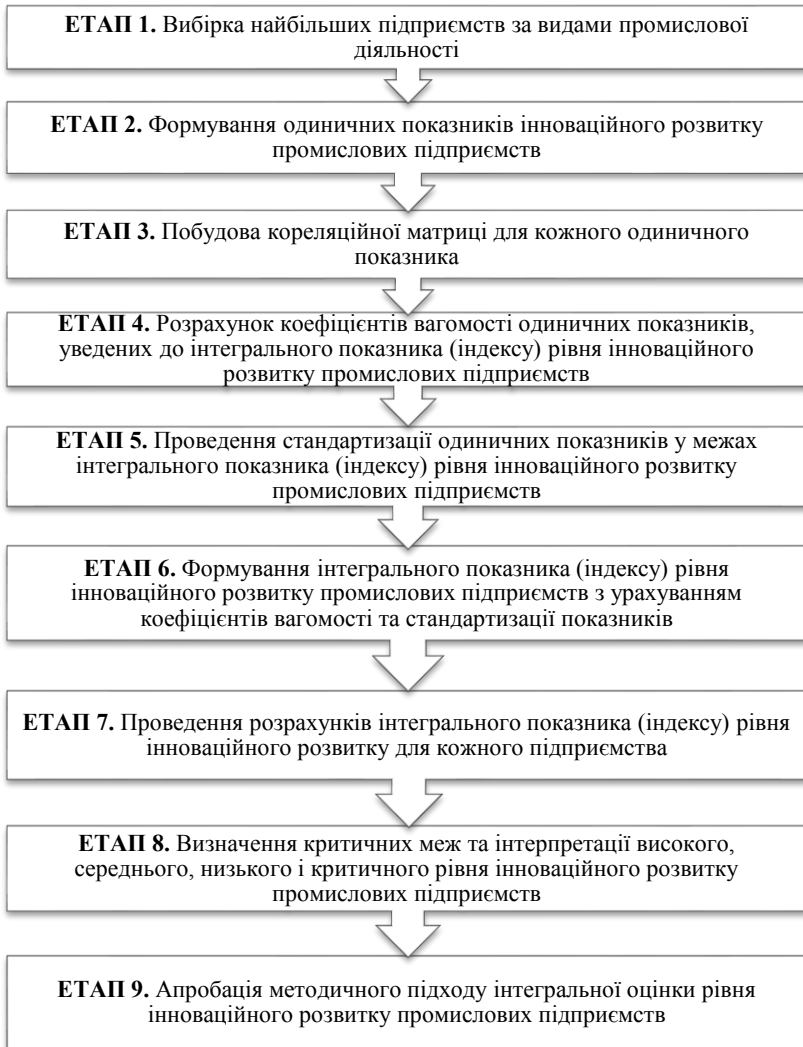 ЕТАП 1. Вибірка найбільших підприємств за видами промислової
діяльності
ЕТАП 2. Формування одиничних показників інноваційного розвитку
промислових підприємств
ЕТАП 3. Побудова кореляційної матриці для кожного одиничного
показника
ЕТАП 4. Розрахунок коефіцієнтів вагомості одиничних показників,
уведених до інтегрального показника (індексу) рівня інноваційного
розвитку промислових підприємств
ЕТАП 5. Проведення стандартизації одиничних показників у межах
інтегрального показника (індексу) рівня інноваційного розвитку
промислових підприємств
ЕТАП 6. Формування інтегрального показника (індексу) рівня
інноваційного розвитку промислових підприємств з урахуванням
коефіцієнтів вагомості та стандартизації показників
ЕТАП 7. Проведення розрахунків інтегрального показника (індексу) рівня
інноваційного розвитку для кожного підприємства
ЕТАП 8. Визначення критичних меж та інтерпретації високого,
середнього, низького і критичного рівня інноваційного розвитку
промислових підприємств
ЕТАП 9. Апробація методичного підходу інтегральної оцінки рівня
інноваційного розвитку промислових підприємств